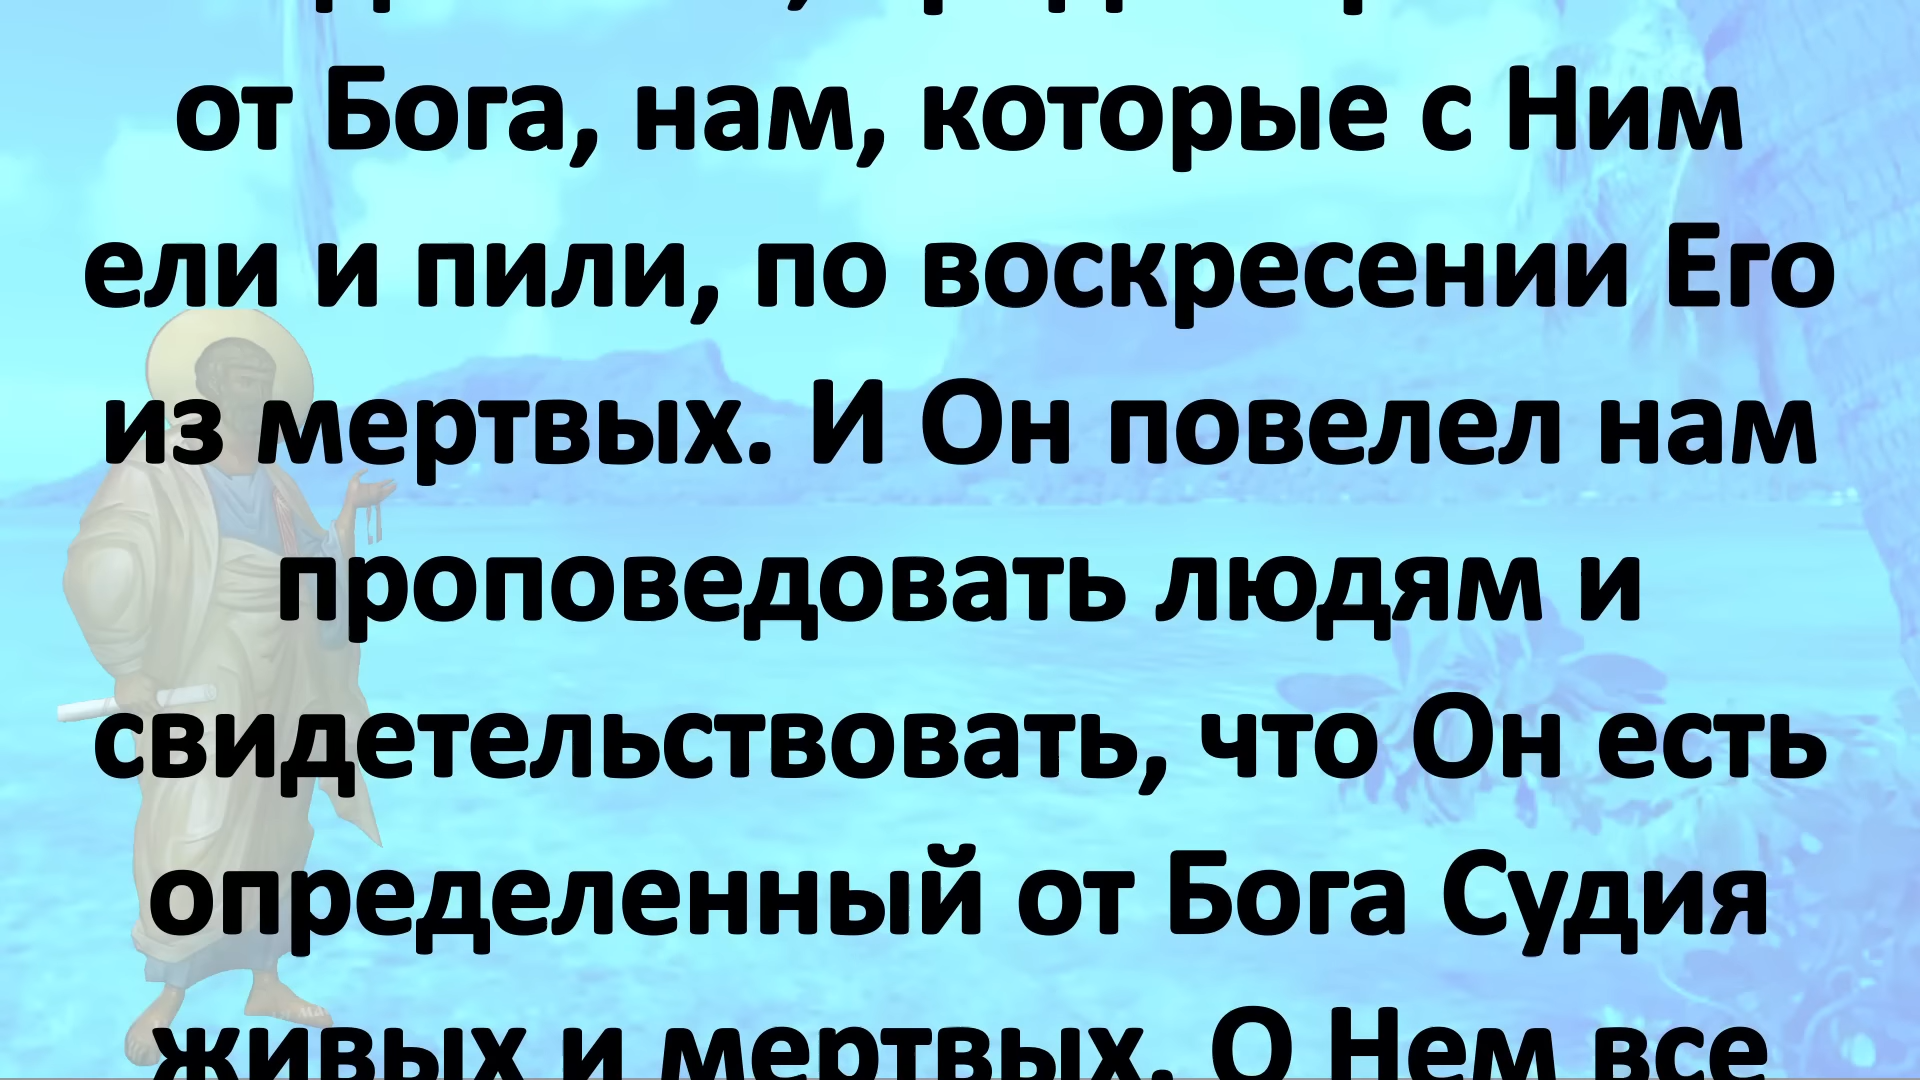 от Бога, нам, которые с Ним
ели и пили, по воскресении Его
из мертвых. И Он повелел нам
проповедовать людям и
свидетельствовать, что Он есть
определенный от Бога Судия
живых и мертвых. О Нем все